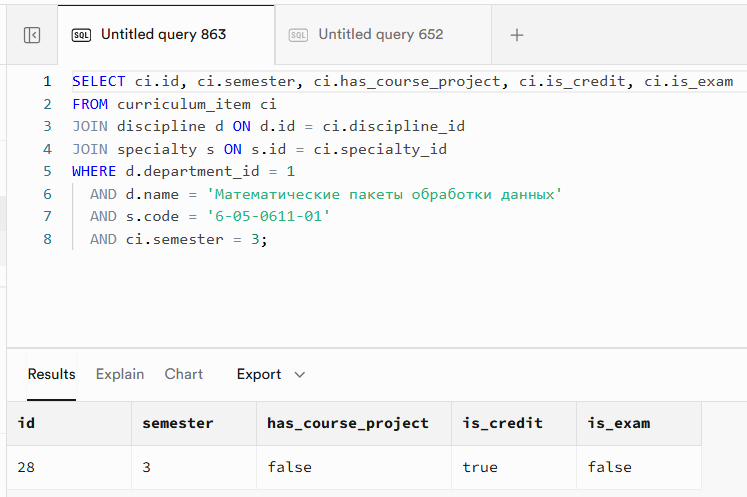 SQL Untitled query 863
SQL Untitled query 652
1 SELECT ci.id, ci.semester, ci.has_course_project, ci.is_credit, ci.is_exam
2 FROM curriculum_item ci
3 JOIN discipline d ON d.id = ci.discipline_id
4 JOIN specialty s ON s.id = ci.specialty_id
5 WHERE d.department_id = 1
6 AND d.name = 'Математические пакеты обработки данных'
7 AND s.code = '6-05-0611-01'
8 AND ci.semester = 3;
Results Explain Chart Export
id semester has_course_project is_credit is_exam
28 3 false true false